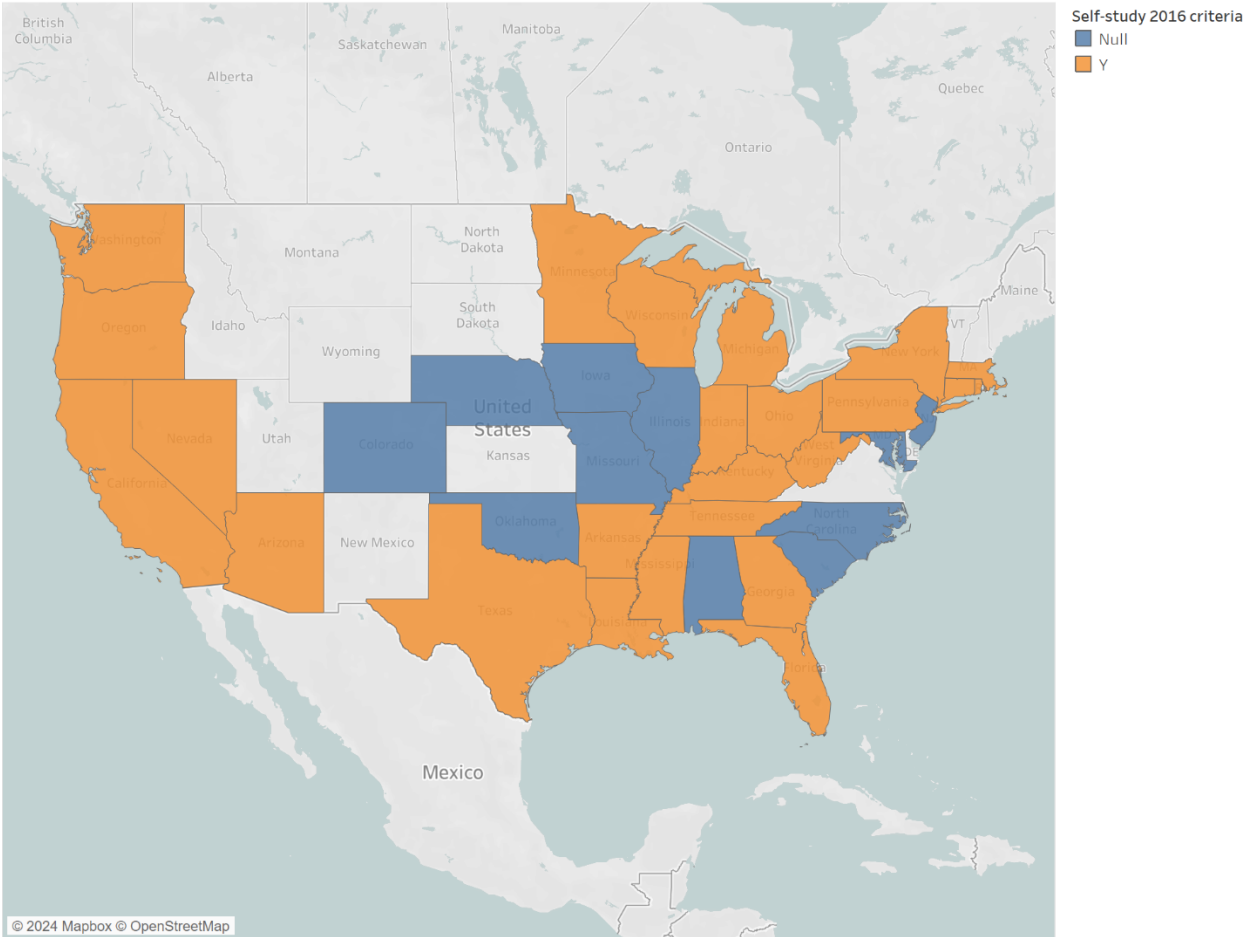 Self-study 2016 criteria
Null
Y
British
Columbia
Alberta
Saskatchewan
Manitoba
Ontario
Quebec
Washington
Montana
North
Dakota
Minnesota
Maine
Oregon
Idaho
South
Dakota
Wisconsin
VT
Wyoming
Michigan
New York
MA
Iowa
Nevada
Utah
Colorado
United
States
Kansas
Illinois
Indiana
Ohio
Pennsylvania
DE
California
Missouri
West
Virginia
Kentucky
Arizona
New Mexico
Oklahoma
Arkansas
Tennessee
North
Carolina
Mississippi
Georgia
Texas
Louisiana
Florida
Mexico
© 2024 Mapbox © OpenStreetMap